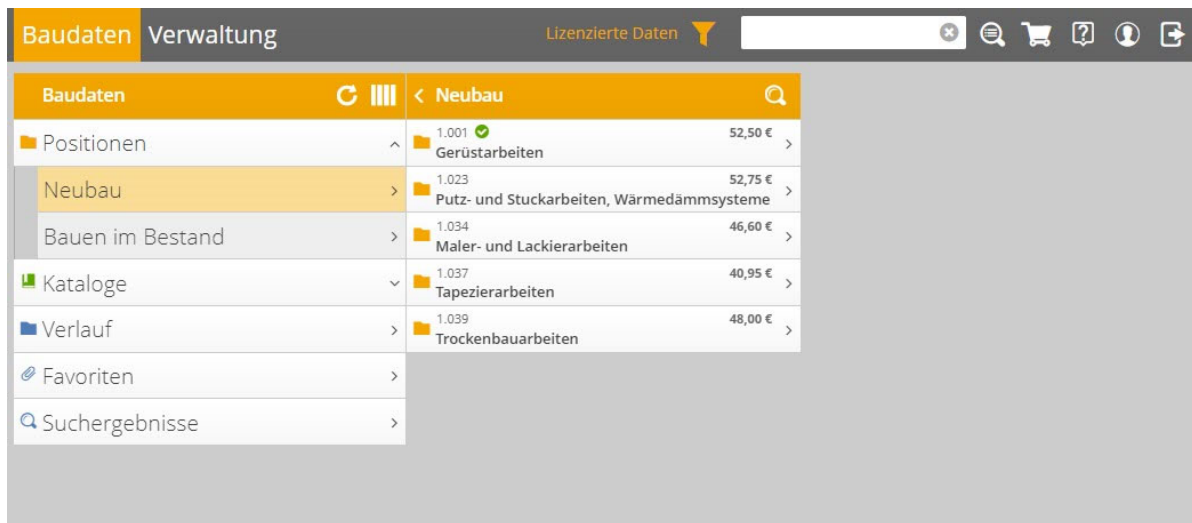 Baudaten Verwaltung Lizenzierte Daten
Baudaten
Positionen
Neubau
Bauen im Bestand
Kataloge
Verlauf
Favoriten
Suchergebnisse
< Neubau
1.001 52,50 €
Gerüstarbeiten
1.023 52,75 €
Putz- und Stuckarbeiten, Wärmedämmsysteme
1.034 46,60 €
Maler- und Lackierarbeiten
1.037 40,95 €
Tapezierarbeiten
1.039 48,00 €
Trockenbauarbeiten